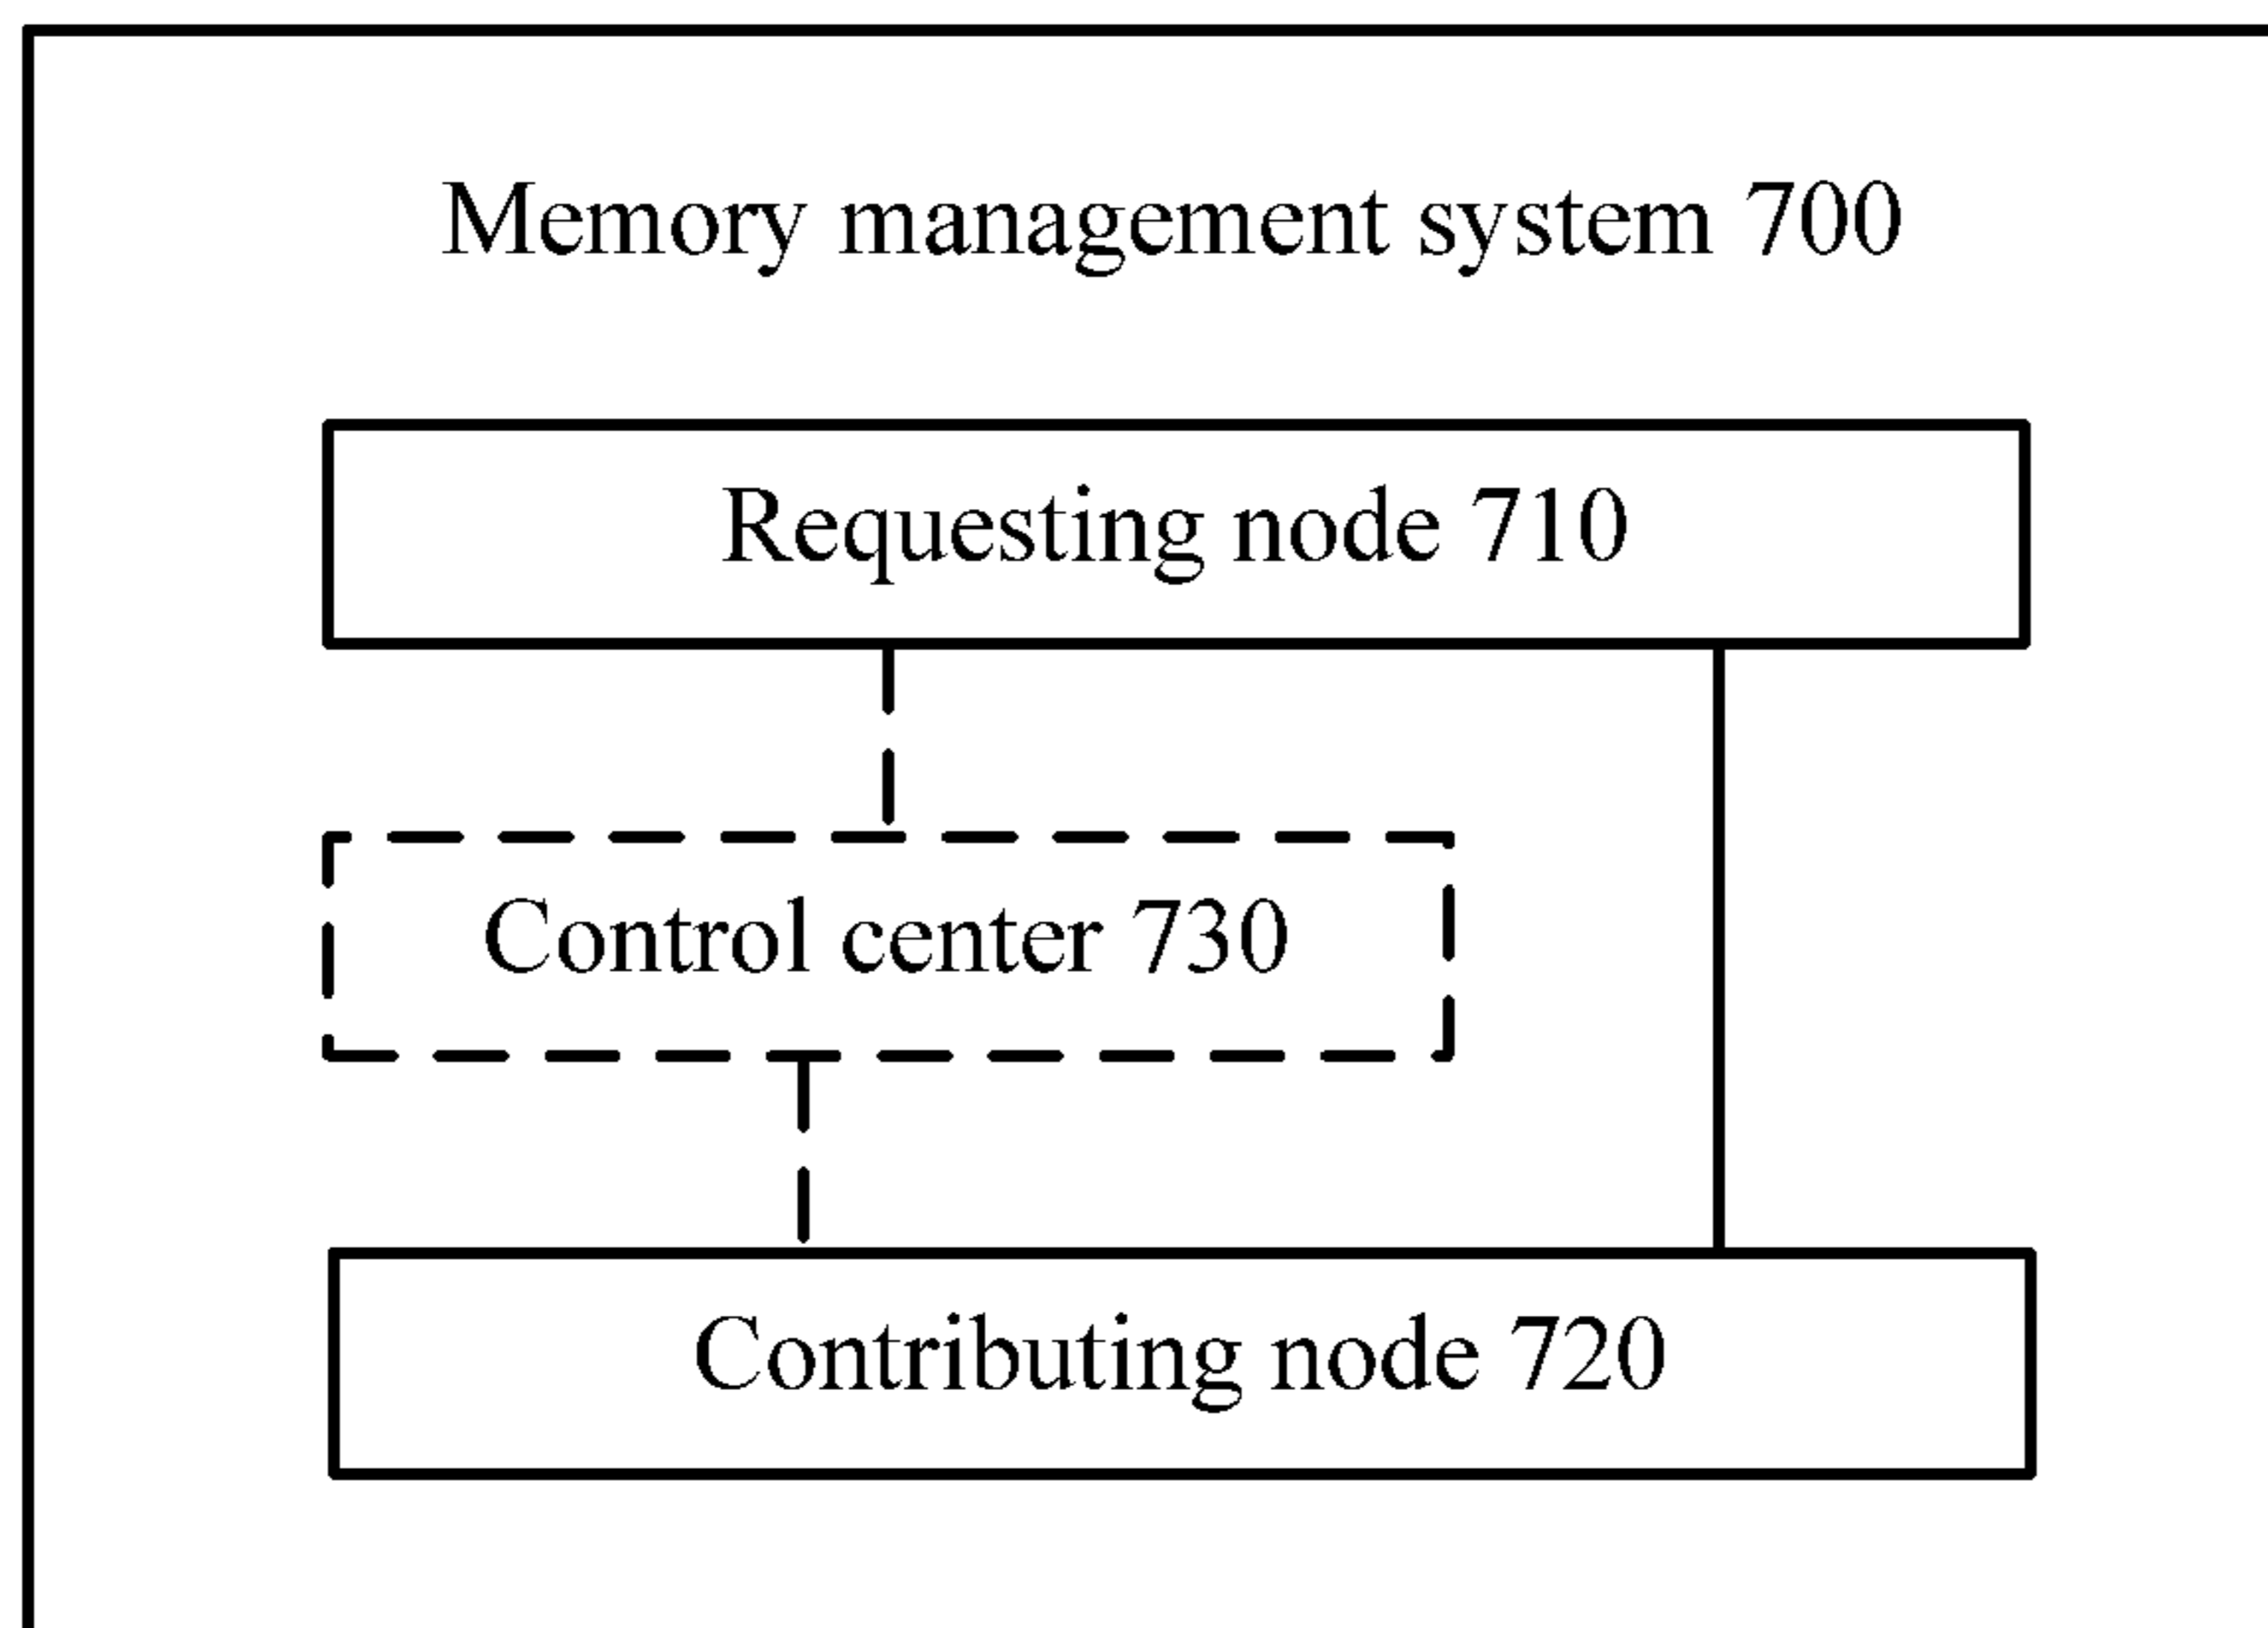 Memory management system 700
Requesting node 710
Control center 730
Contributing node 720